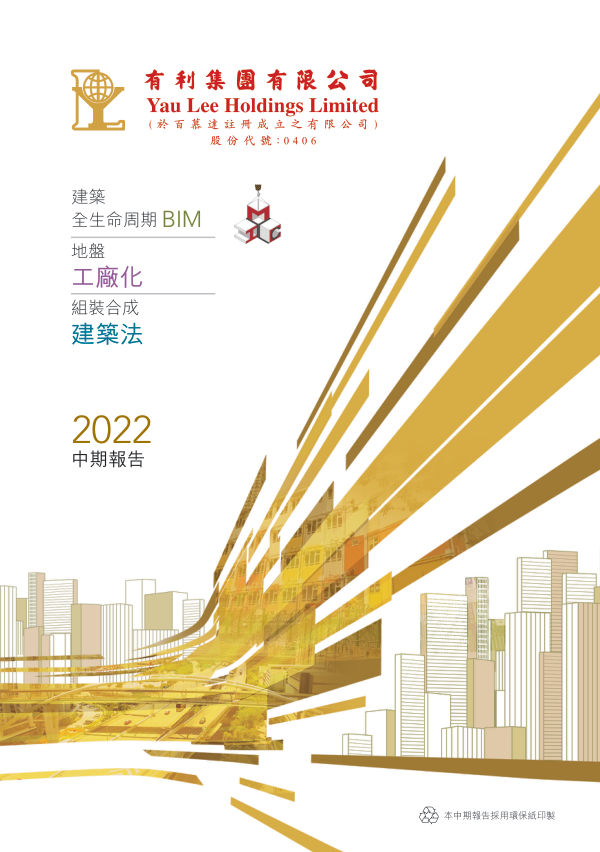 有利集團有限公司
Yau Lee Holdings Limited
(於百慕達註冊成立之有限公司)
股份代號:0406
建築
全生命周期 BIM
地盤
工廠化
組裝合成
建築法
M
I C
2022
中期報告
本中期報告採用環保紙印製